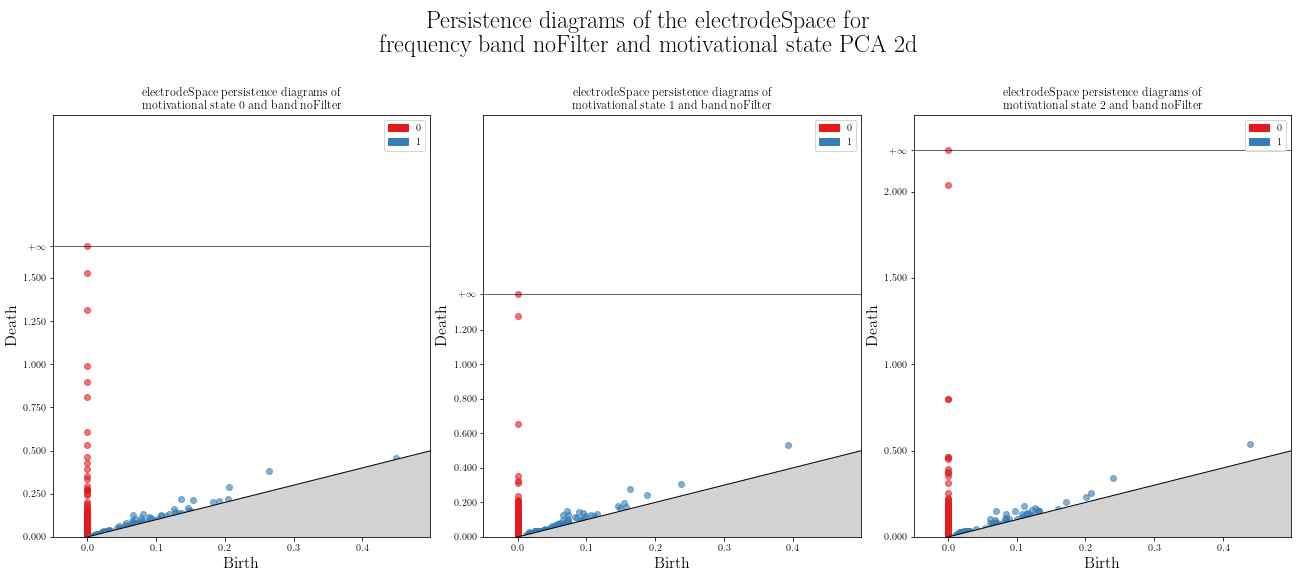 Persistence diagrams of the electrodeSpace for
frequency band noFilter and motivational state PCA 2d
electrodeSpace persistence diagrams of
motivational state 0 and band noFilter
0
1
+∞
1.500
1.250
1.000
0.750
0.500
0.250
0.000
Death
0.0 0.1 0.2 0.3 0.4
Birth
electrodeSpace persistence diagrams of
motivational state 1 and band noFilter
0
1
+∞
1.200
1.000
0.800
0.600
0.400
0.200
0.000
Death
0.0 0.1 0.2 0.3 0.4
Birth
electrodeSpace persistence diagrams of
motivational state 2 and band noFilter
0
1
+∞
2.000
1.500
1.000
0.500
0.000
Death
0.0 0.1 0.2 0.3 0.4
Birth